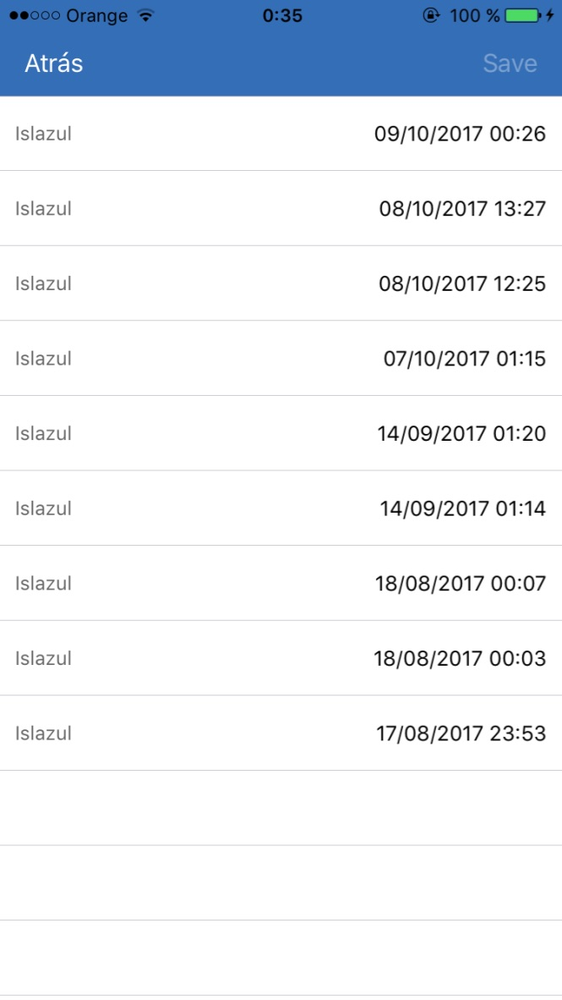 Orange 0:35 100 %
Atrás Save
Islazul 09/10/2017 00:26
Islazul 08/10/2017 13:27
Islazul 08/10/2017 12:25
Islazul 07/10/2017 01:15
Islazul 14/09/2017 01:20
Islazul 14/09/2017 01:14
Islazul 18/08/2017 00:07
Islazul 18/08/2017 00:03
Islazul 17/08/2017 23:53